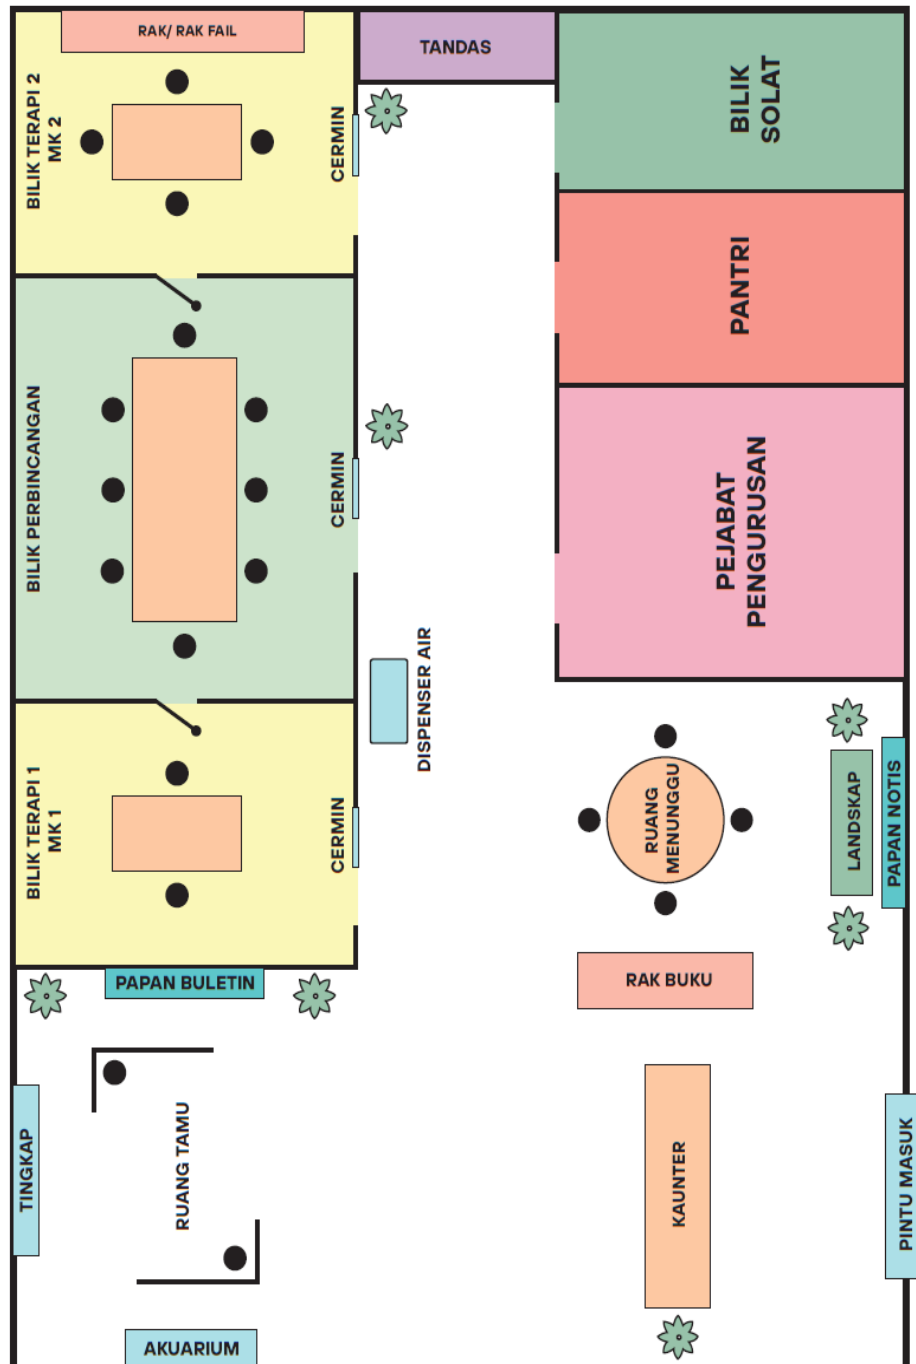 RAK/ RAK FAIL
TANDAS
BILIK TERAPI 2
MK 2
CERMIN
BILIK
SOLAT
PANTRI
BILIK PERBINCANGAN
CERMIN
PEJABAT
PENGURUSAN
DISPENSER AIR
BILIK TERAPI 1
MK 1
CERMIN
RUANG
MENUNGGU
LANDSKAP
PAPAN NOTIS
PAPAN BULETIN
RAK BUKU
TINGKAP
RUANG TAMU
KAUNTER
PINTU MASUK
AKUARIUM